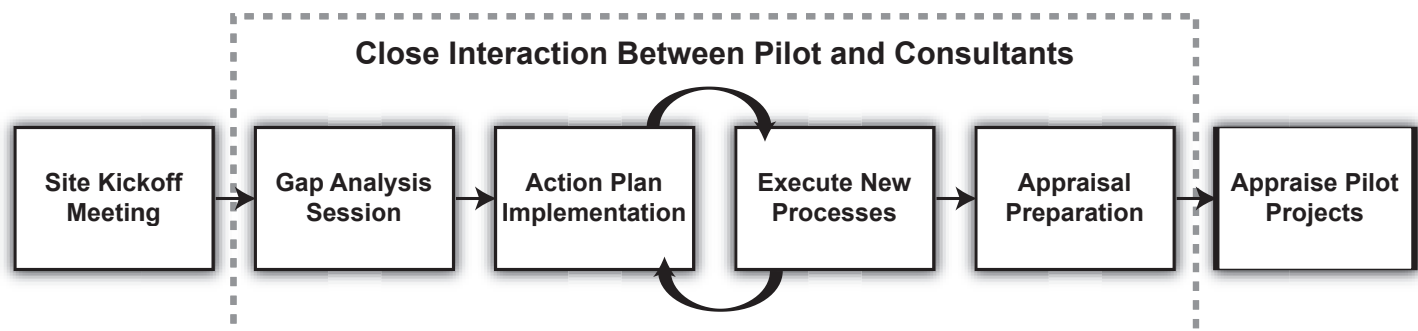 Close Interaction Between Pilot and Consultants
Site Kickoff
Meeting
Gap Analysis
Session
Action Plan
Implementation
Execute New
Processes
Appraisal
Preparation
Appraise Pilot
Projects